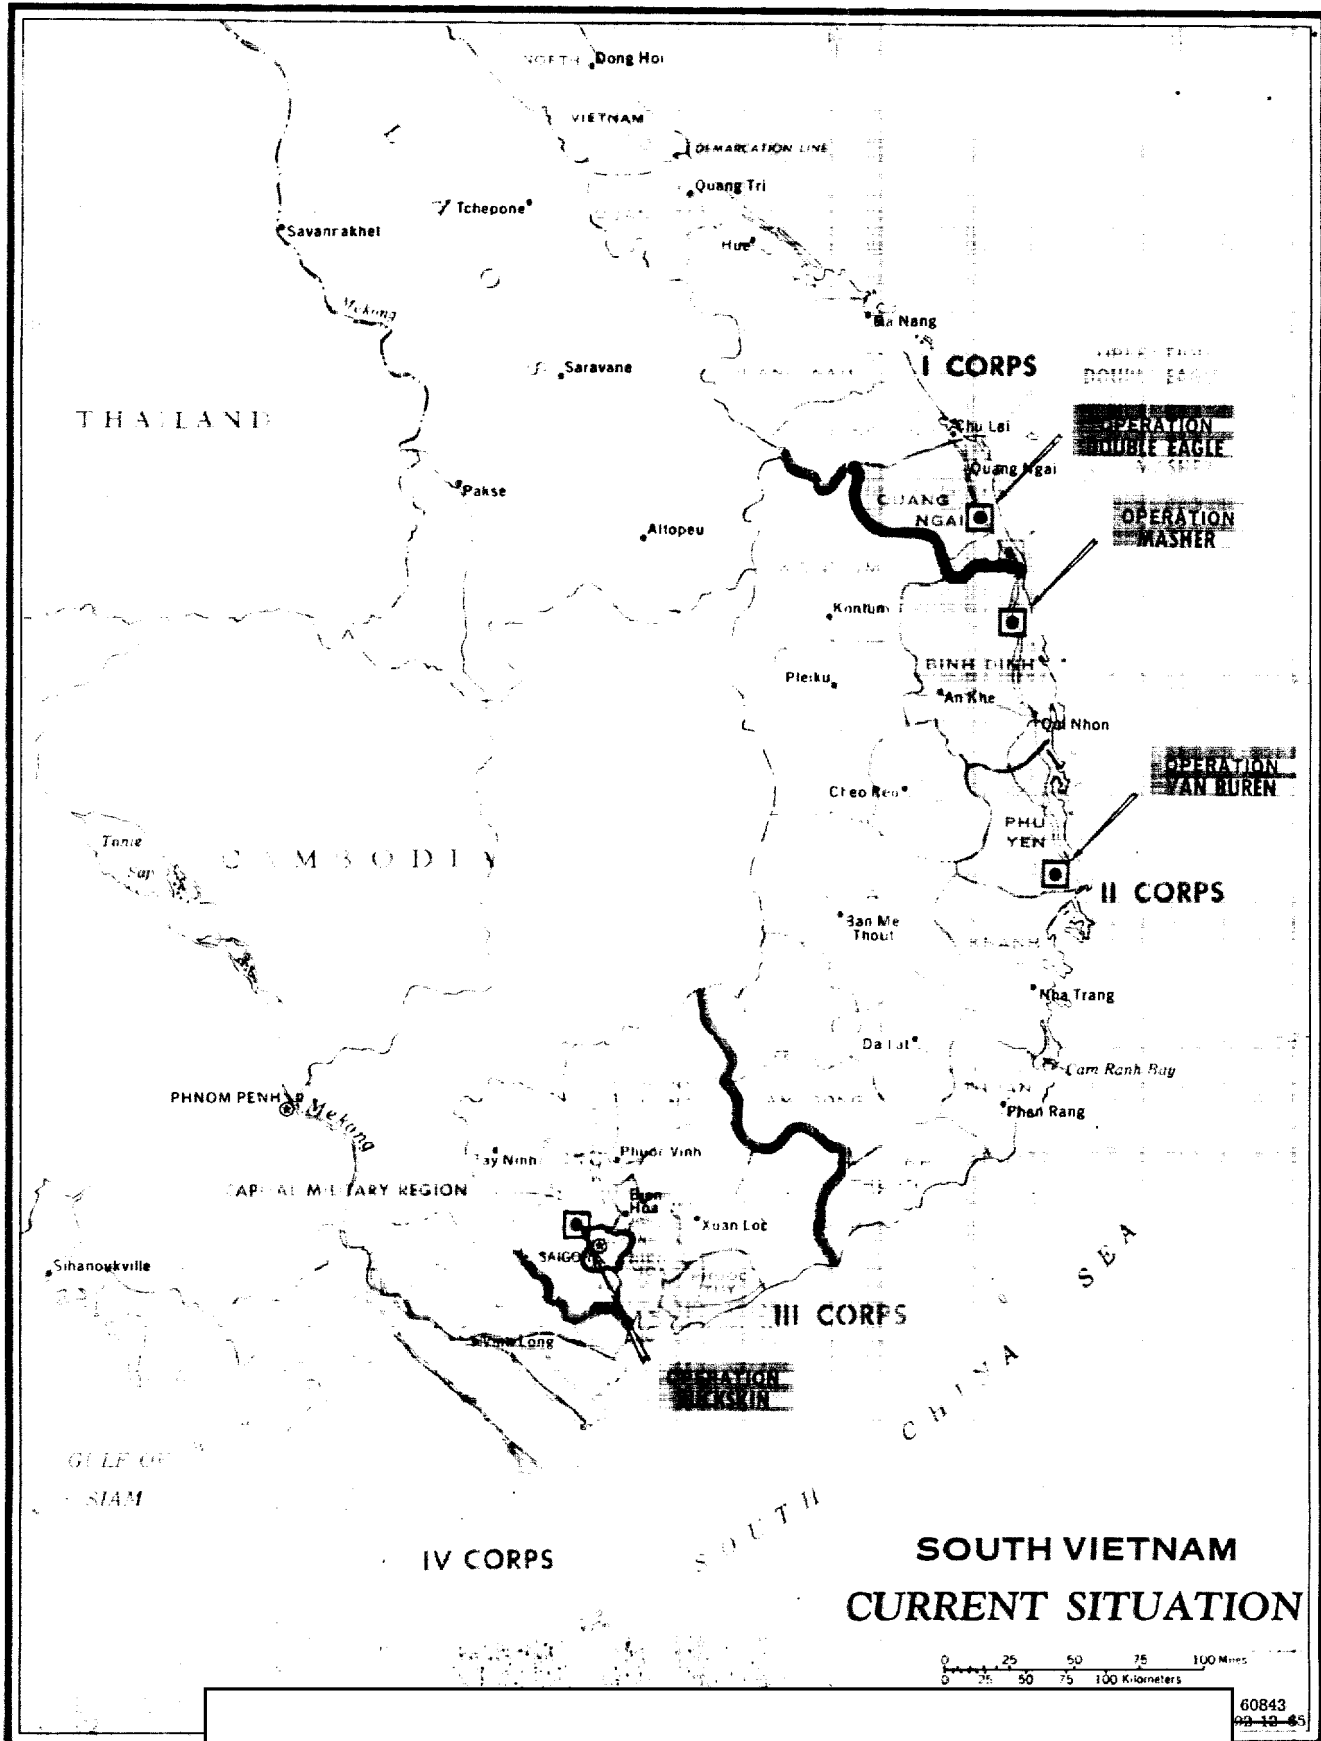 NORTH
Dong Hoi
VIETNAM
DEMARCATION LINE
Quang Tri
Tchepone
Savanrakhet
Hue
Mekong
Da Nang
Saravane
I CORPS
DOUBLE EAGLE
THAILAND
OPERATION
DOUBLE EAGLE
Chu Lai
Quang Ngai
Pakse
QUANG
NGAI
OPERATION
MASHER
Attopeu
Kontum
BINH DINH
Pleiku
An Khe
Qui Nhon
OPERATION
VAN BUREN
Cheo Reo
PHU
YEN
Tonle
Sap
CAMBODIA
II CORPS
Ban Me
Thout
KHANH
Nha Trang
Da Lat
Cam Ranh Bay
PHNOM PENH
Mekong
Phan Rang
Tay Ninh
Phuoc Vinh
CAPITAL MILITARY REGION
Bien
Hoa
Xuan Loc
SAIGON
Sihanoukville
III CORPS
Vinh Long
OPERATION
BUCKSKIN
GULF OF
SIAM
SOUTH CHINA SEA
IV CORPS
SOUTH VIETNAM
CURRENT SITUATION
0 25 50 75 100 Miles
0 25 50 75 100 Kilometers
60843